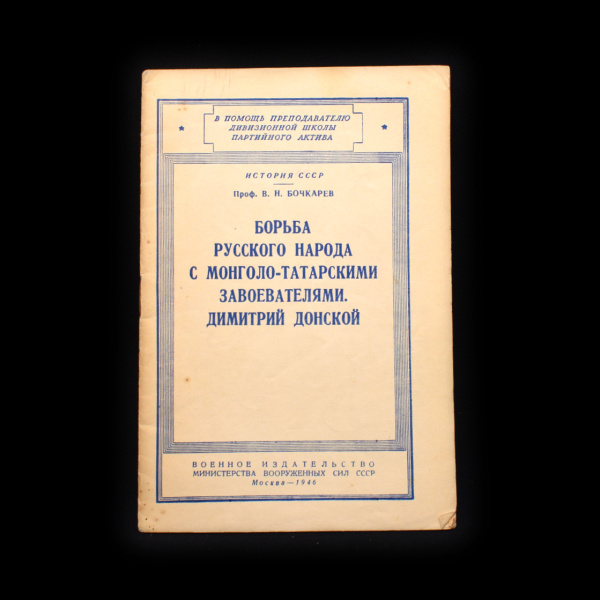 В ПОМОЩЬ ПРЕПОДАВАТЕЛЮ
ДИВИЗИОННОЙ ШКОЛЫ
ПАРТИЙНОГО АКТИВА
ИСТОРИЯ СССР
Проф. В. Н. БОЧКАРЕВ
БОРЬБА
РУССКОГО НАРОДА
С МОНГОЛО-ТАТАРСКИМИ
ЗАВОЕВАТЕЛЯМИ.
ДИМИТРИЙ ДОНСКОЙ
ВОЕННОЕ ИЗДАТЕЛЬСТВО
МИНИСТЕРСТВА ВООРУЖЕННЫХ СИЛ СССР
Москва—1946